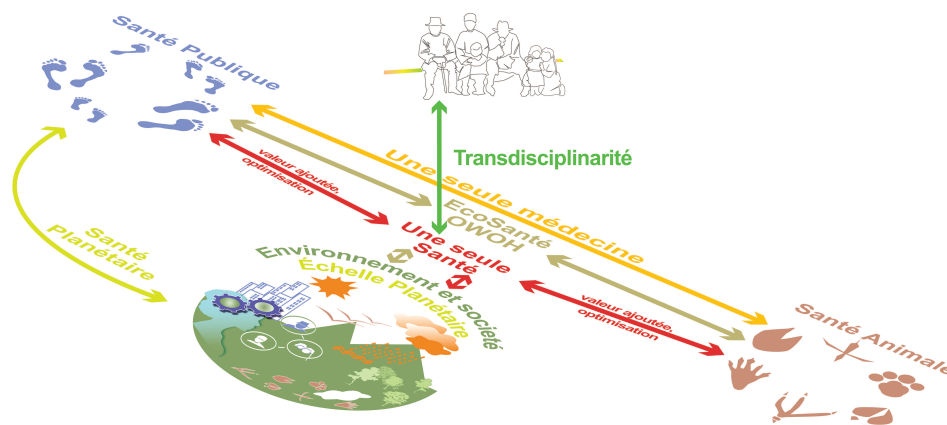 Santé Publique
Transdisciplinarité
Une seule médecine
valeur ajoutée,
optimisation
EcoSanté
OWOH
Une seule
Santé
Santé
Planétaire
Environnement et société
Échelle Planétaire
valeur ajoutée,
optimisation
Santé Animale